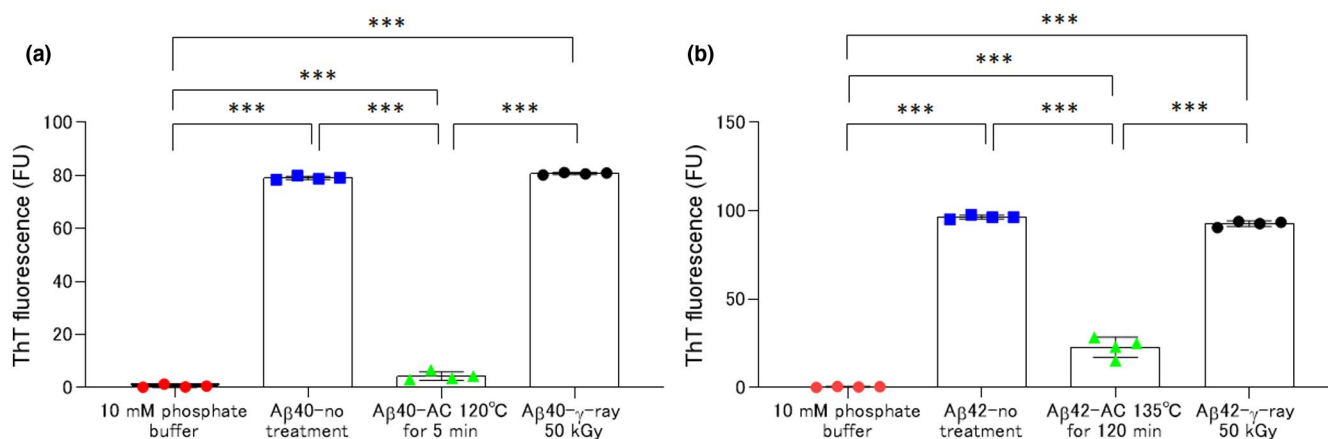 (a)
***
***
*** *** ***
ThT fluorescence (FU)
100
80
60
40
20
0
10 mM phosphate
buffer
Aβ40-no
treatment
Aβ40-AC 120℃
for 5 min
Aβ40-γ-ray
50 kGy
(b)
***
***
*** *** ***
ThT fluorescence (FU)
150
100
50
0
10 mM phosphate
buffer
Aβ42-no
treatment
Aβ42-AC 135℃
for 120 min
Aβ42-γ-ray
50 kGy